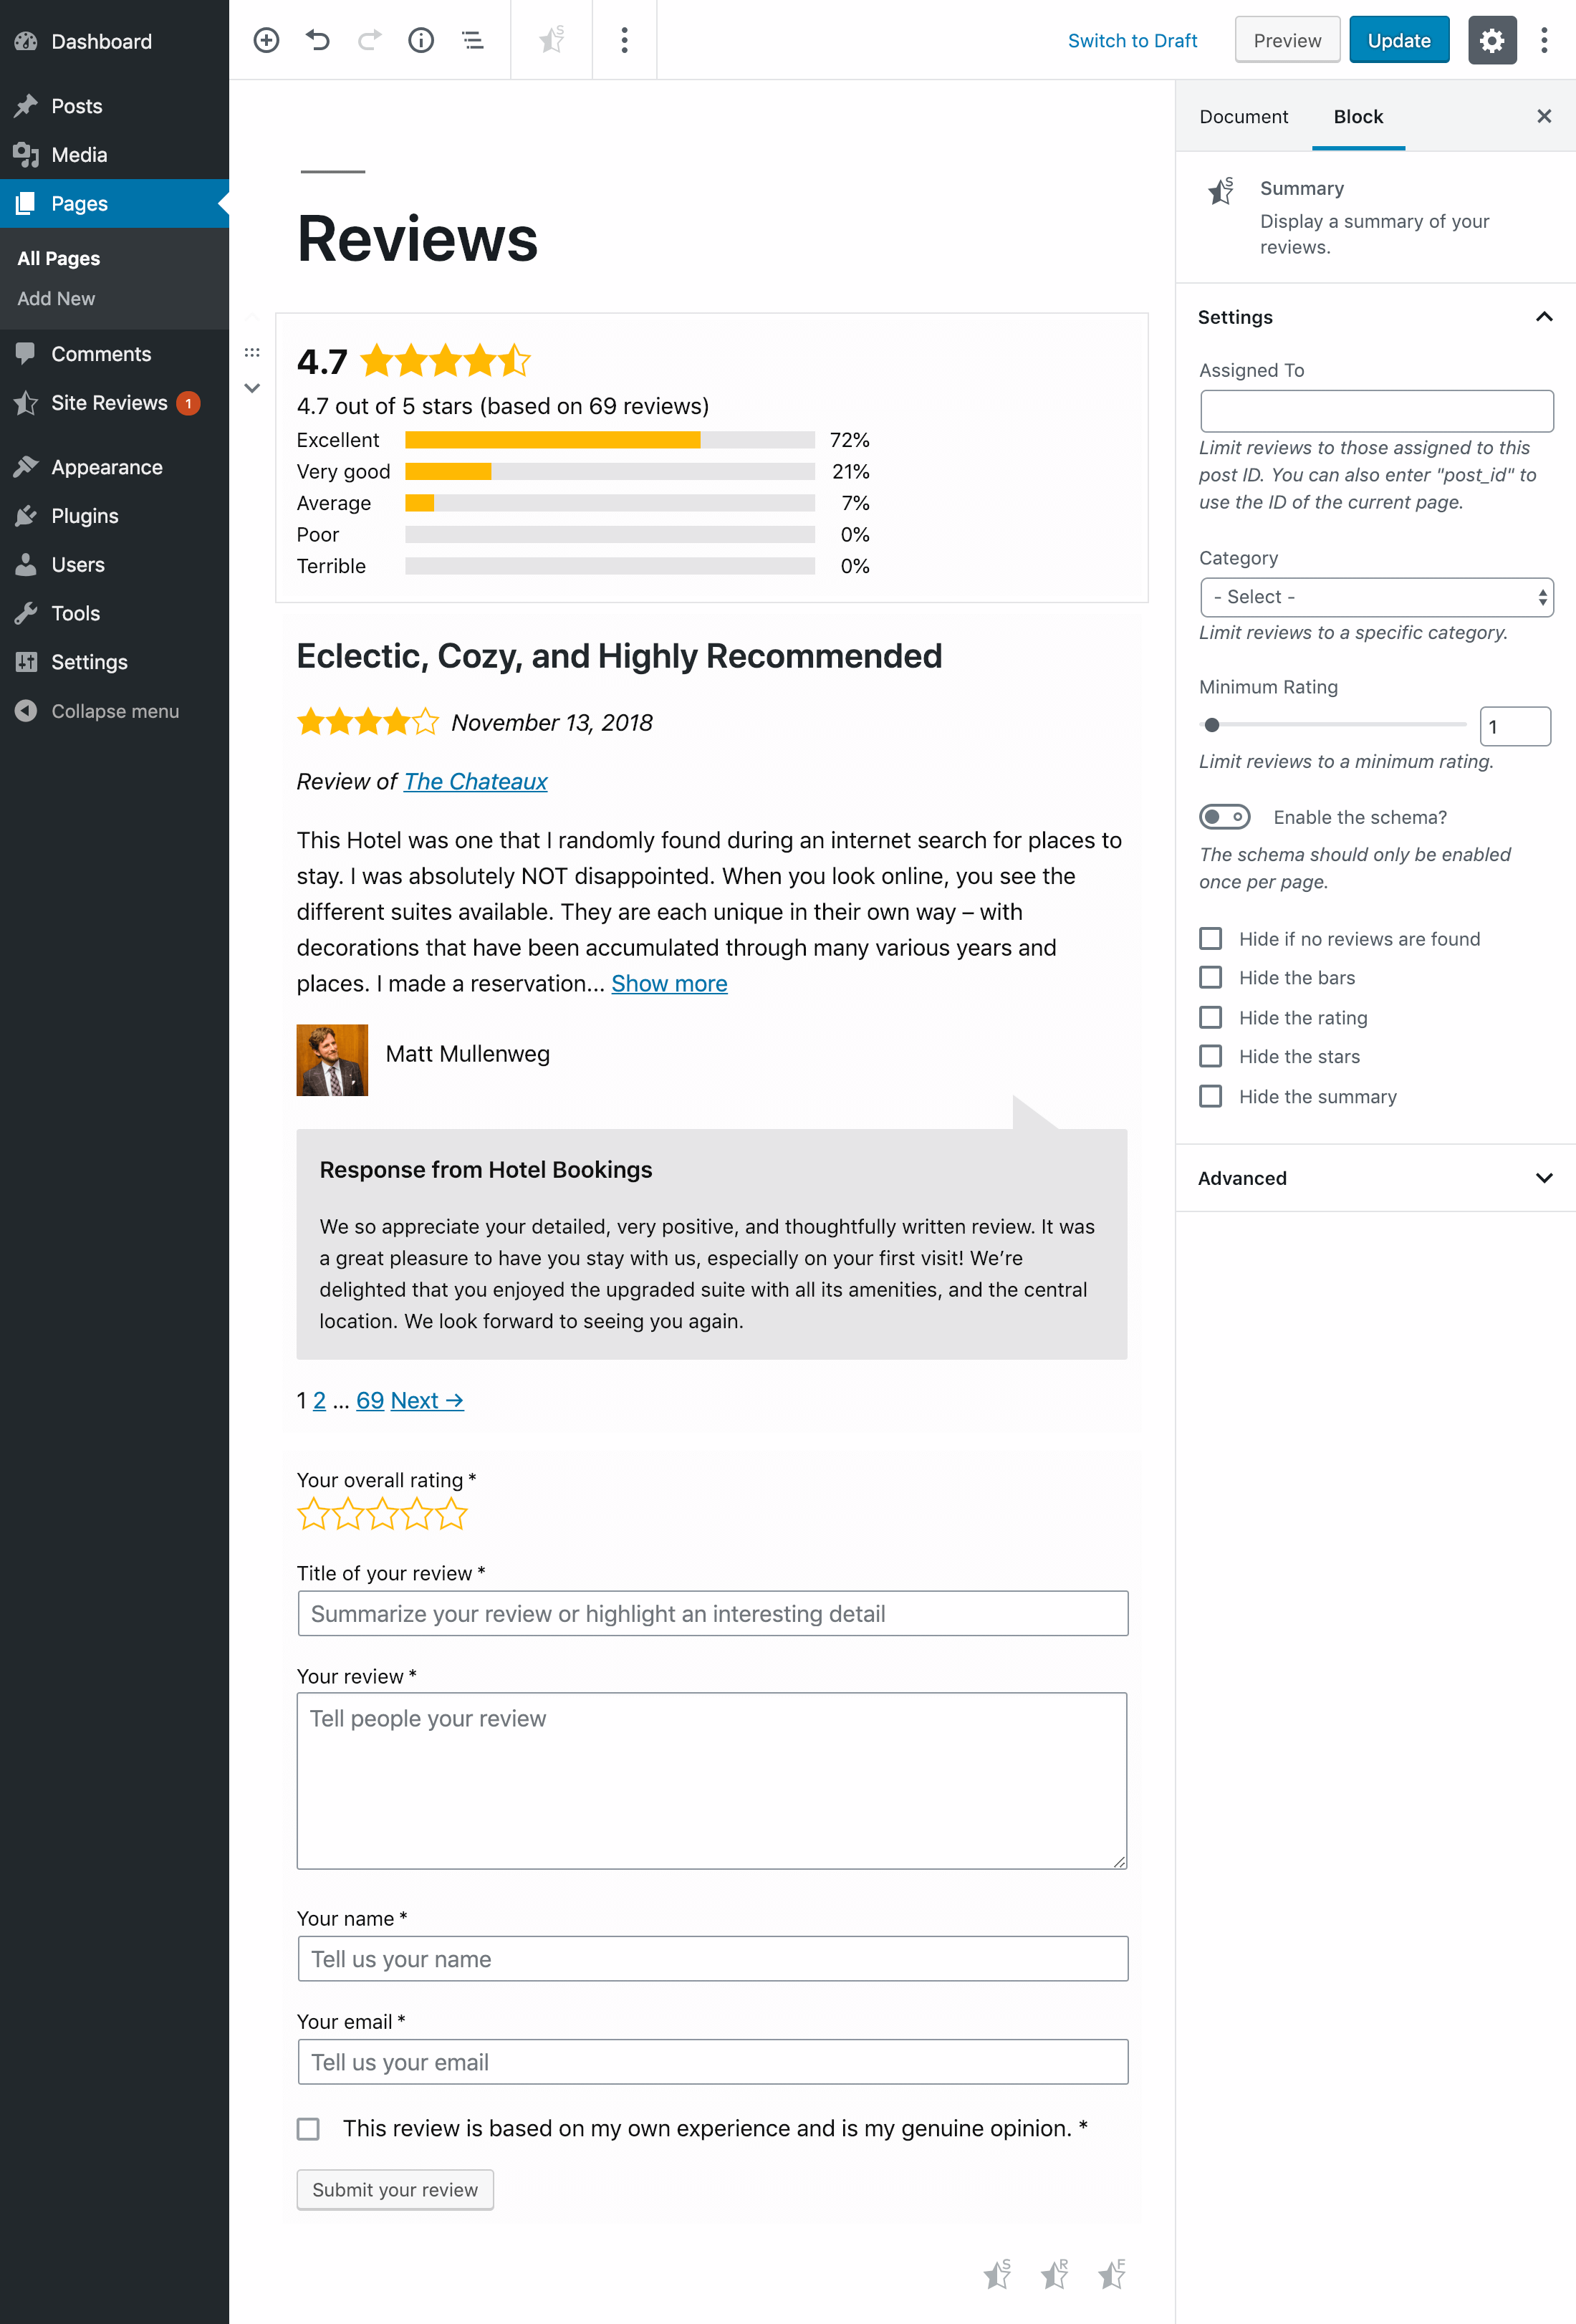 Dashboard
Posts
Media
Pages
All Pages
Add New
Comments
Site Reviews 1
Appearance
Plugins
Users
Tools
Settings
Collapse menu
S
Switch to Draft
Preview
Update
Reviews
4.7
4.7 out of 5 stars (based on 69 reviews)
Excellent 72%
Very good 21%
Average 7%
Poor 0%
Terrible 0%
Eclectic, Cozy, and Highly Recommended
November 13, 2018
Review of The Chateaux
This Hotel was one that I randomly found during an internet search for places to
stay. I was absolutely NOT disappointed. When you look online, you see the
different suites available. They are each unique in their own way – with
decorations that have been accumulated through many various years and
places. I made a reservation... Show more
Matt Mullenweg
Response from Hotel Bookings
We so appreciate your detailed, very positive, and thoughtfully written review. It was
a great pleasure to have you stay with us, especially on your first visit! We’re
delighted that you enjoyed the upgraded suite with all its amenities, and the central
location. We look forward to seeing you again.
1 2 … 69 Next →
Your overall rating *
Title of your review *
Summarize your review or highlight an interesting detail
Your review *
Tell people your review
Your name *
Tell us your name
Your email *
Tell us your email
This review is based on my own experience and is my genuine opinion. *
Submit your review
S R F
Document Block
S
Summary
Display a summary of your
reviews.
Settings
Assigned To
Limit reviews to those assigned to this
post ID. You can also enter "post_id" to
use the ID of the current page.
Category
- Select -
Limit reviews to a specific category.
Minimum Rating
1
Limit reviews to a minimum rating.
Enable the schema?
The schema should only be enabled
once per page.
Hide if no reviews are found
Hide the bars
Hide the rating
Hide the stars
Hide the summary
Advanced